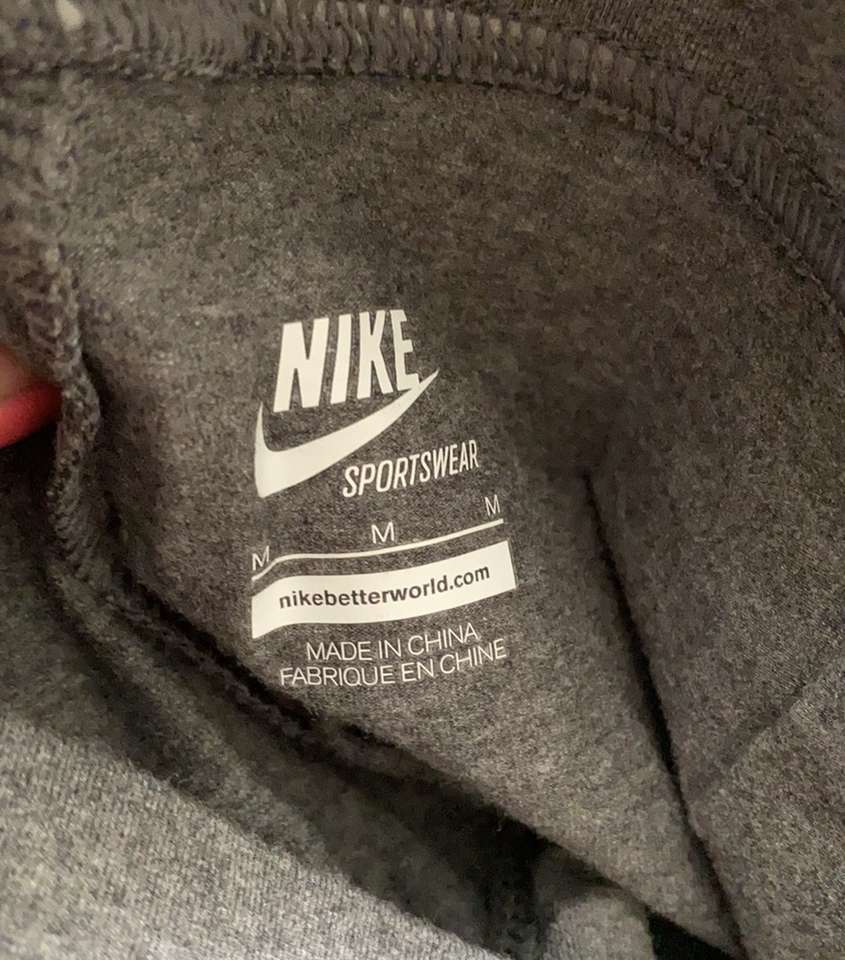 NIKE
SPORTSWEAR
M M M
nikebetterworld.com
MADE IN CHINA
FABRIQUE EN CHINE